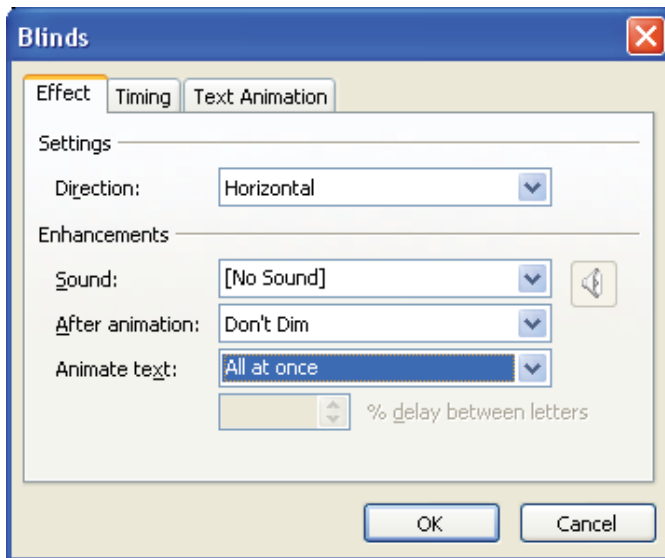 Blinds
Effect Timing Text Animation
Settings
Direction: Horizontal
Enhancements
Sound: [No Sound]
After animation: Don't Dim
Animate text: All at once
% delay between letters
OK Cancel